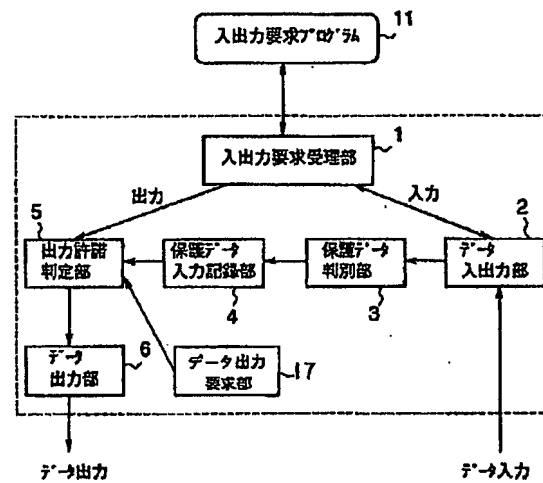 入出力要求プログラム
11
入出力要求受理部
1
出力
入力
5
出力許諾
判定部
保護データ
入力記録部
4
保護データ
判別部
3
2
データ
入出力部
データ
出力部
6
データ出力
要求部
17
データ出力
データ入力